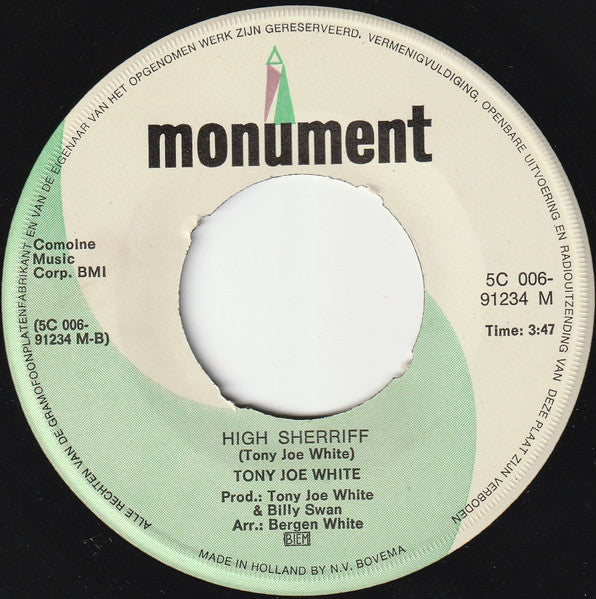 ALLE RECHTEN VAN DE GRAMOFOONPLATENFABRIKANT EN VAN DE EIGENAAR VAN HET OPGENOMEN WERK ZIJN GERESERVEERD. VERMENIGVULDIGING, OPENBARE UITVOERING EN RADIOUITZENDING VAN DEZE PLAAT ZIJN VERBODEN
monument
Comoine
Music
Corp. BMI
(5C 006-
91234 M-B)
5C 006-
91234 M
Time: 3:47
HIGH SHERRIFF
(Tony Joe White)
TONY JOE WHITE
Prod.: Tony Joe White
& Billy Swan
Arr.: Bergen White
BIEM
MADE IN HOLLAND BY N.V. BOVEMA